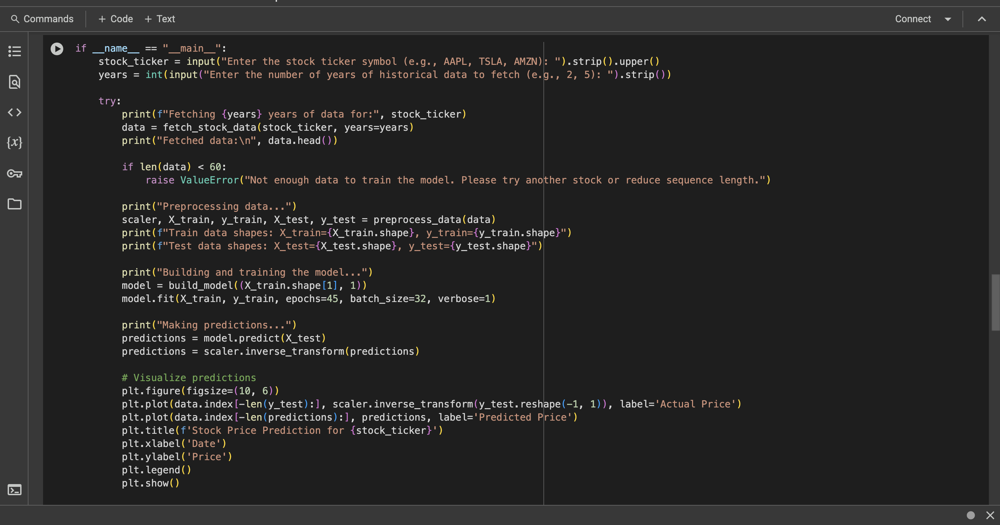 Commands
+ Code
+ Text
Connect
if __name__ == "__main__":
    stock_ticker = input("Enter the stock ticker symbol (e.g., AAPL, TSLA, AMZN): ").strip().upper()
    years = int(input("Enter the number of years of historical data to fetch (e.g., 2, 5): ").strip())
    try:
        print(f"Fetching {years} years of data for:", stock_ticker)
        data = fetch_stock_data(stock_ticker, years=years)
        print("Fetched data:\n", data.head())
        if len(data) < 60:
            raise ValueError("Not enough data to train the model. Please try another stock or reduce sequence length.")
        print("Preprocessing data...")
        scaler, X_train, y_train, X_test, y_test = preprocess_data(data)
        print(f"Train data shapes: X_train={X_train.shape}, y_train={y_train.shape}")
        print(f"Test data shapes: X_test={X_test.shape}, y_test={y_test.shape}")
        print("Building and training the model...")
        model = build_model((X_train.shape[1], 1))
        model.fit(X_train, y_train, epochs=45, batch_size=32, verbose=1)
        print("Making predictions...")
        predictions = model.predict(X_test)
        predictions = scaler.inverse_transform(predictions)
        # Visualize predictions
        plt.figure(figsize=(10, 6))
        plt.plot(data.index[-len(y_test):], scaler.inverse_transform(y_test.reshape(-1, 1)), label='Actual Price')
        plt.plot(data.index[-len(predictions):], predictions, label='Predicted Price')
        plt.title(f'Stock Price Prediction for {stock_ticker}')
        plt.xlabel('Date')
        plt.ylabel('Price')
        plt.legend()
        plt.show()
{x}